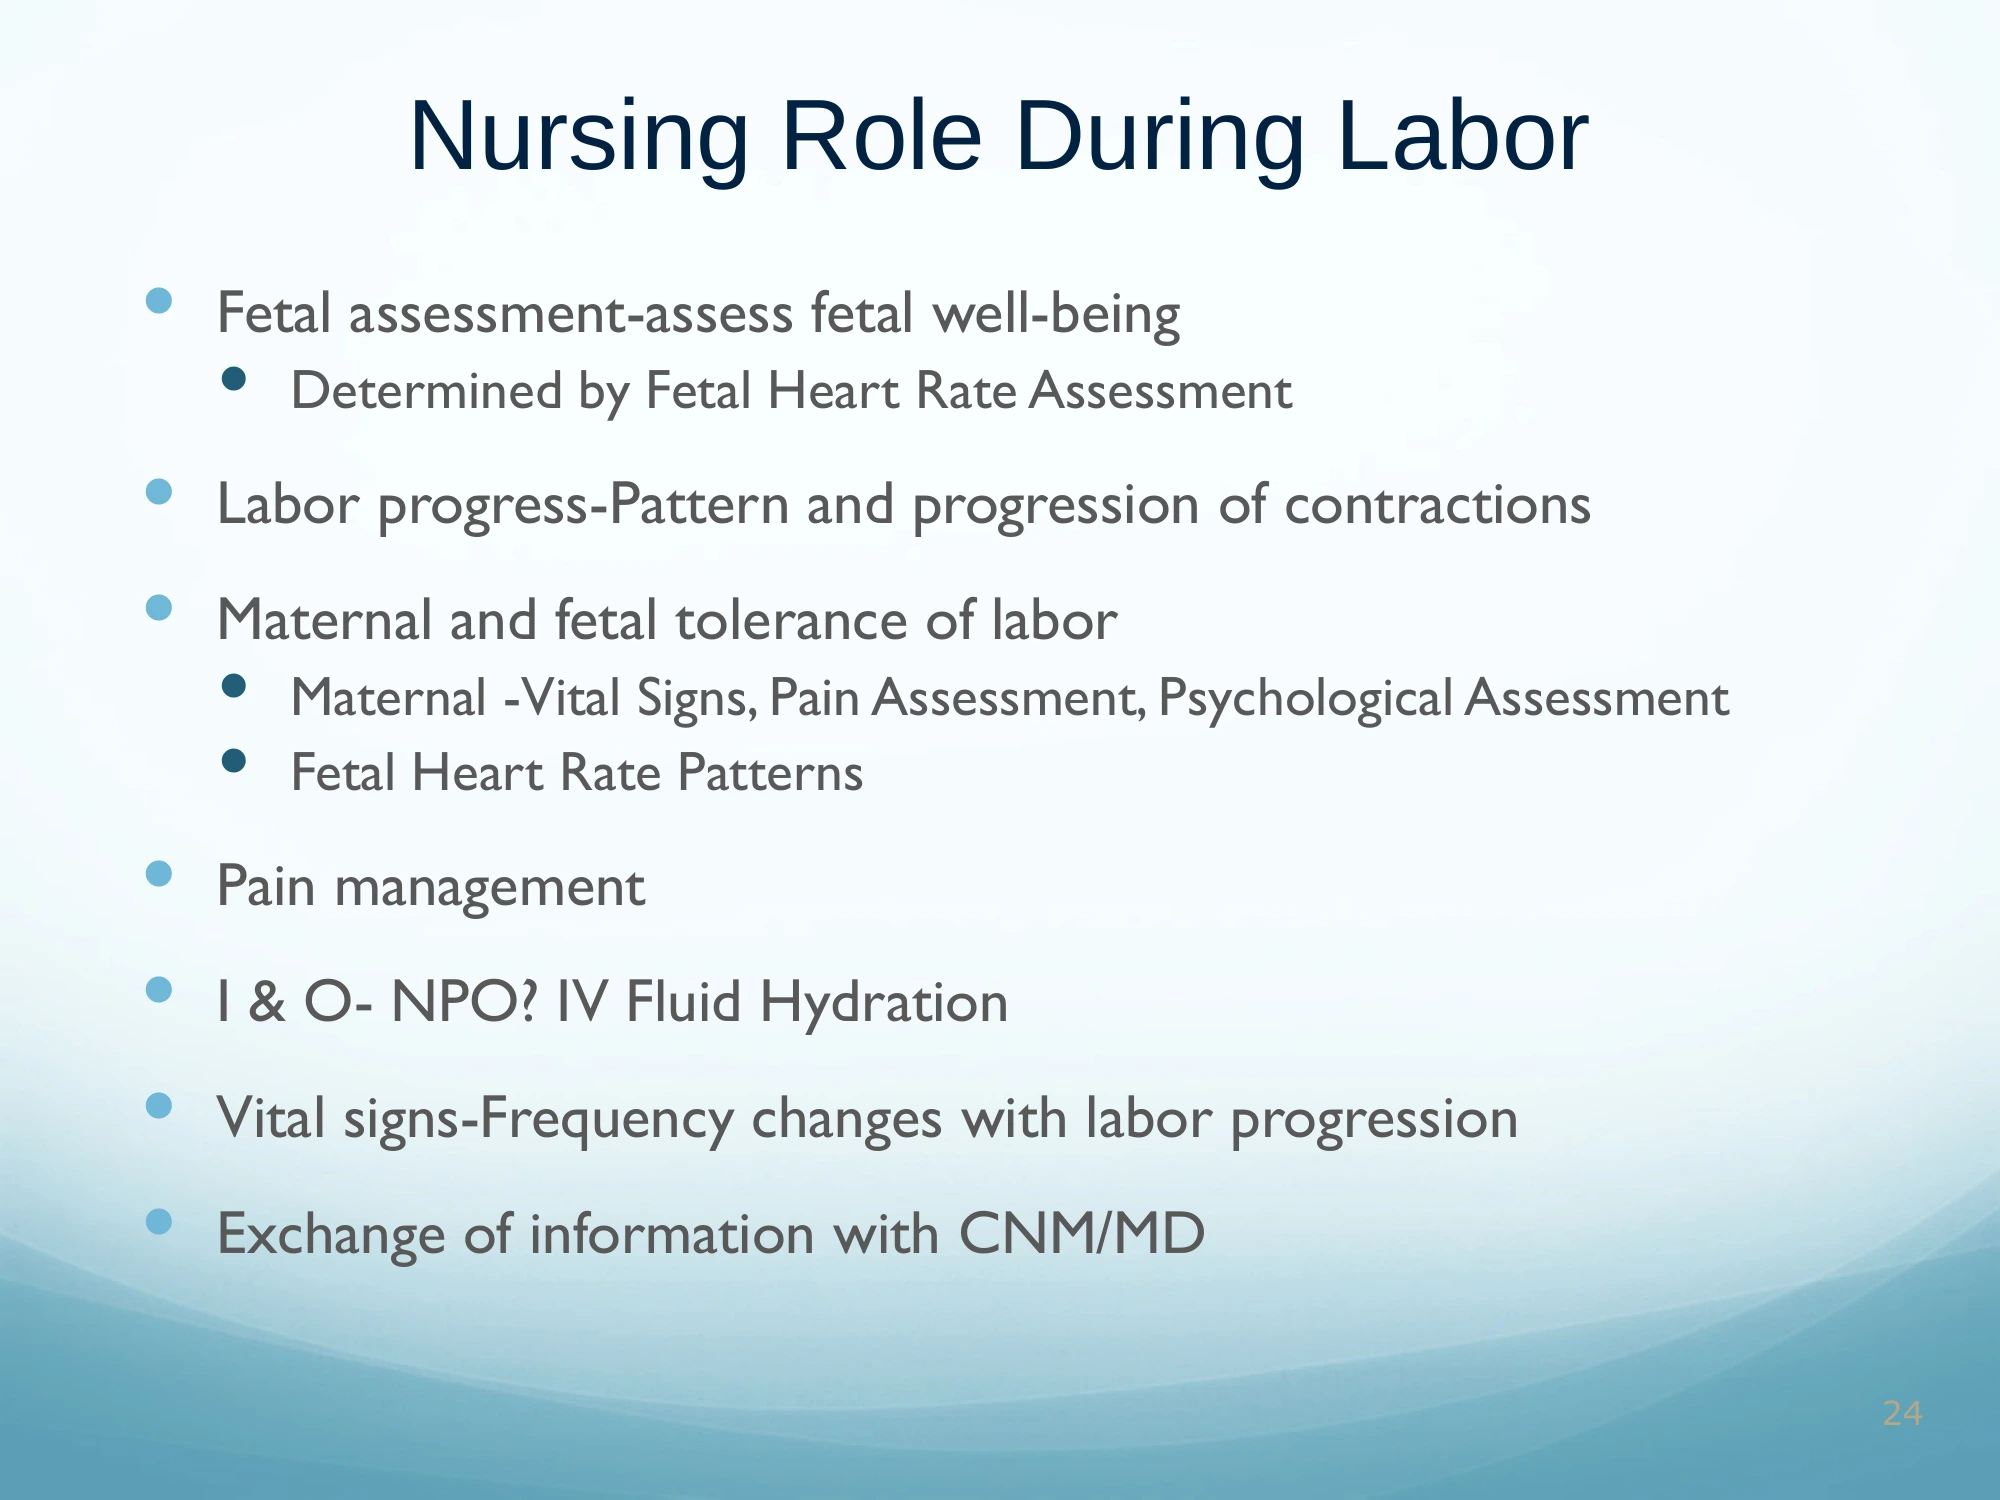 Nursing Role During Labor
• Fetal assessment-assess fetal well-being
• Determined by Fetal Heart Rate Assessment
• Labor progress-Pattern and progression of contractions
• Maternal and fetal tolerance of labor
• Maternal -Vital Signs, Pain Assessment, Psychological Assessment
• Fetal Heart Rate Patterns
• Pain management
• I & O- NPO? IV Fluid Hydration
• Vital signs-Frequency changes with labor progression
• Exchange of information with CNM/MD
24